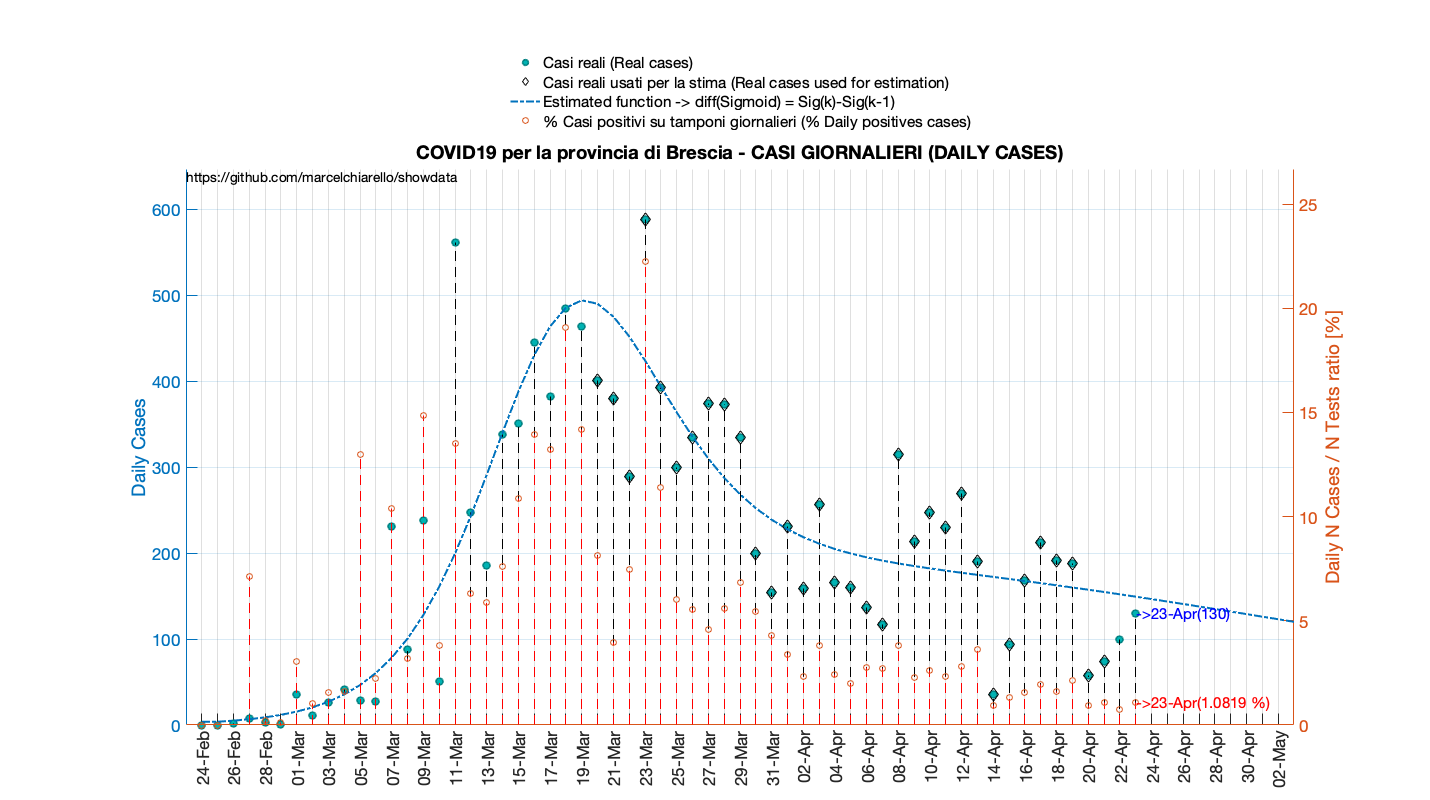 Casi reali (Real cases)
Casi reali usati per la stima (Real cases used for estimation)
Estimated function -> diff(Sigmoid) = Sig(k)-Sig(k-1)
% Casi positivi su tamponi giornalieri (% Daily positives cases)
COVID19 per la provincia di Brescia - CASI GIORNALIERI (DAILY CASES)
https://github.com/marcelchiarello/showdata
Daily Cases
600
500
400
300
200
100
0
->23-Apr(130)
->23-Apr(1.0819 %)
25
20
15
10
5
0
Daily N Cases / N Tests ratio [%]
24-Feb
26-Feb
28-Feb
01-Mar
03-Mar
05-Mar
07-Mar
09-Mar
11-Mar
13-Mar
15-Mar
17-Mar
19-Mar
21-Mar
23-Mar
25-Mar
27-Mar
29-Mar
31-Mar
02-Apr
04-Apr
06-Apr
08-Apr
10-Apr
12-Apr
14-Apr
16-Apr
18-Apr
20-Apr
22-Apr
24-Apr
26-Apr
28-Apr
30-Apr
02-May